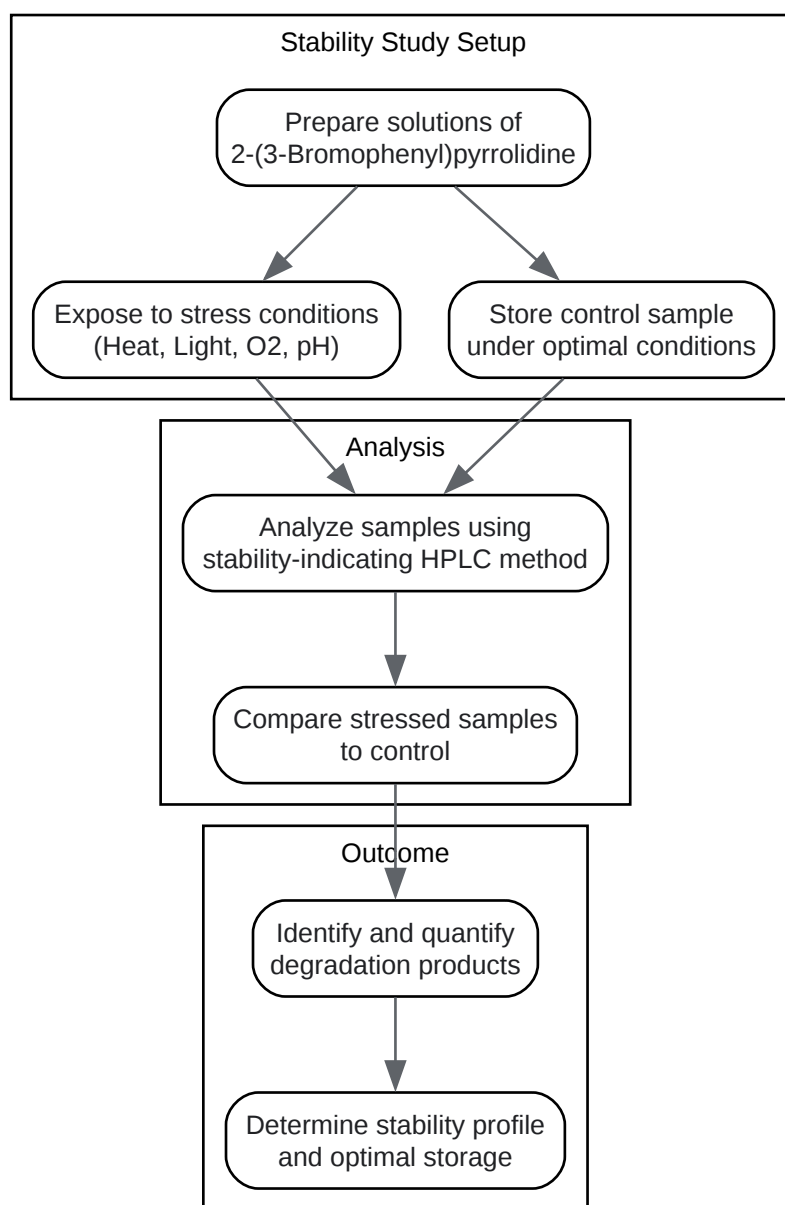 Stability Study Setup
Prepare solutions of
2-(3-Bromophenyl)pyrrolidine
Expose to stress conditions
(Heat, Light, O2, pH)
Store control sample
under optimal conditions
Analysis
Analyze samples using
stability-indicating HPLC method
Compare stressed samples
to control
Outcome
Identify and quantify
degradation products
Determine stability profile
and optimal storage